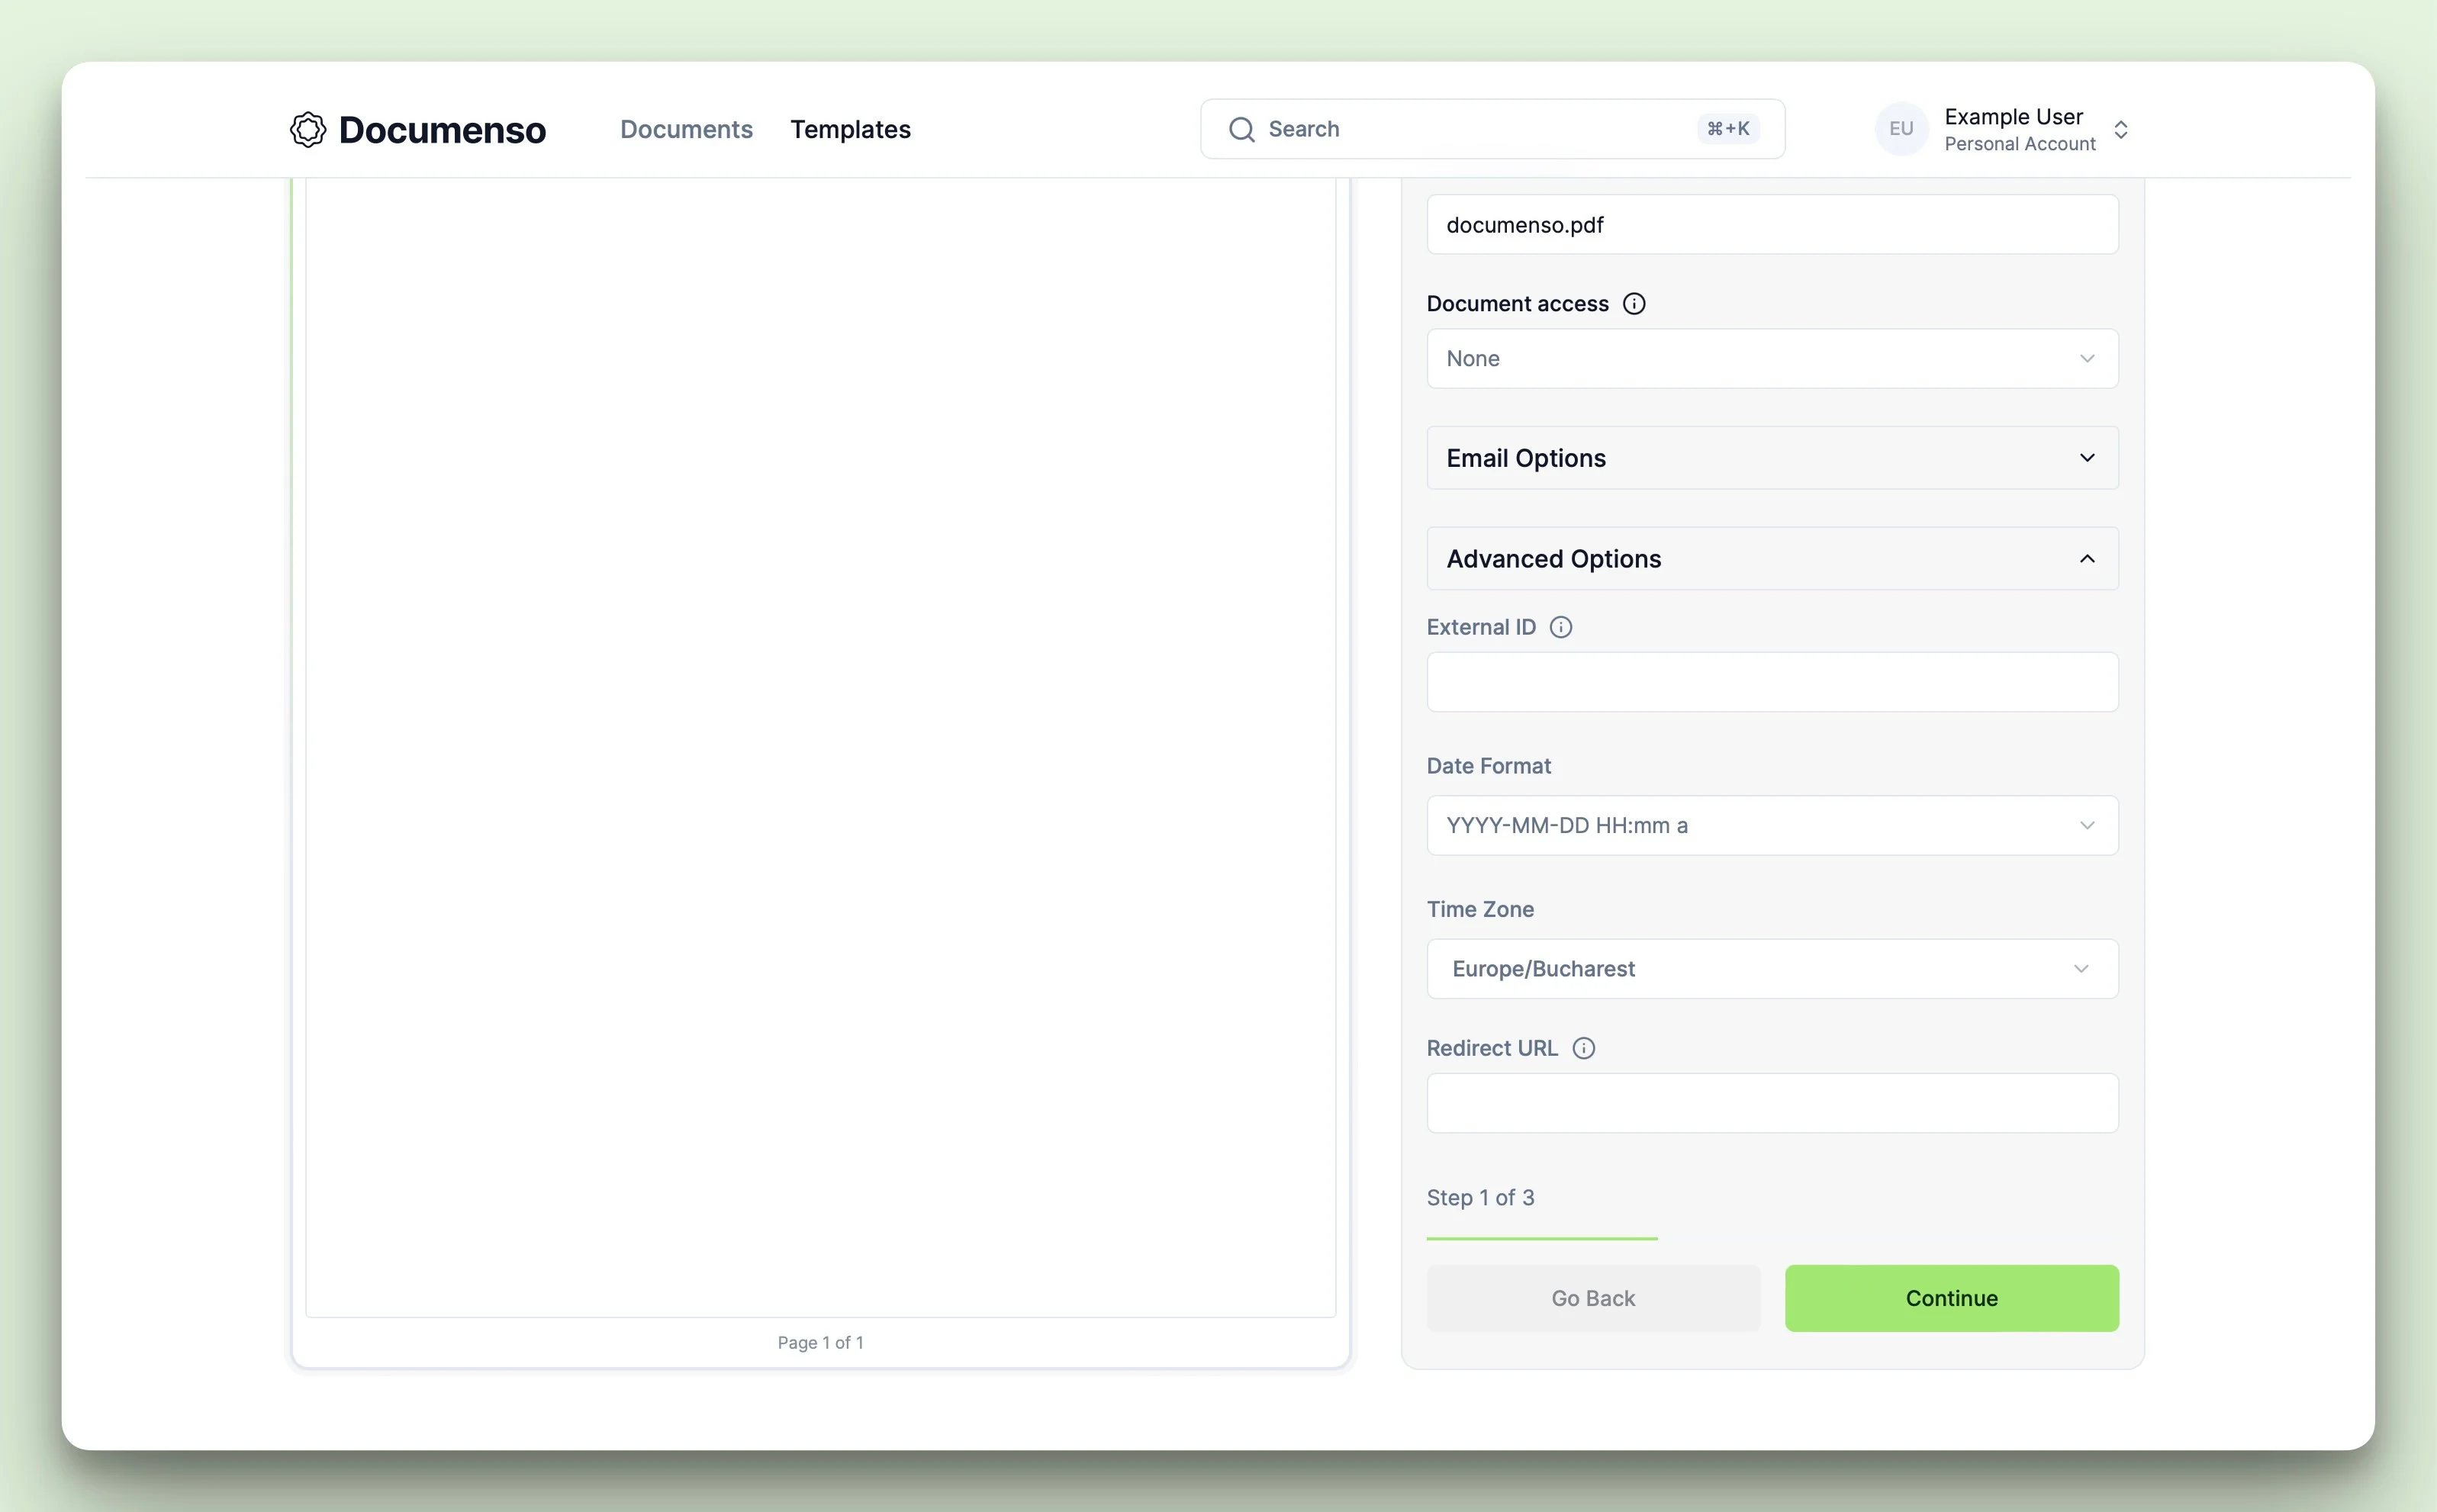 Documenso
Documents
Templates
Search
⌘+K
EU
Example User
Personal Account
documenso.pdf
Document access
None
Email Options
Advanced Options
External ID
Date Format
YYYY-MM-DD HH:mm a
Time Zone
Europe/Bucharest
Redirect URL
Step 1 of 3
Go Back
Continue
Page 1 of 1